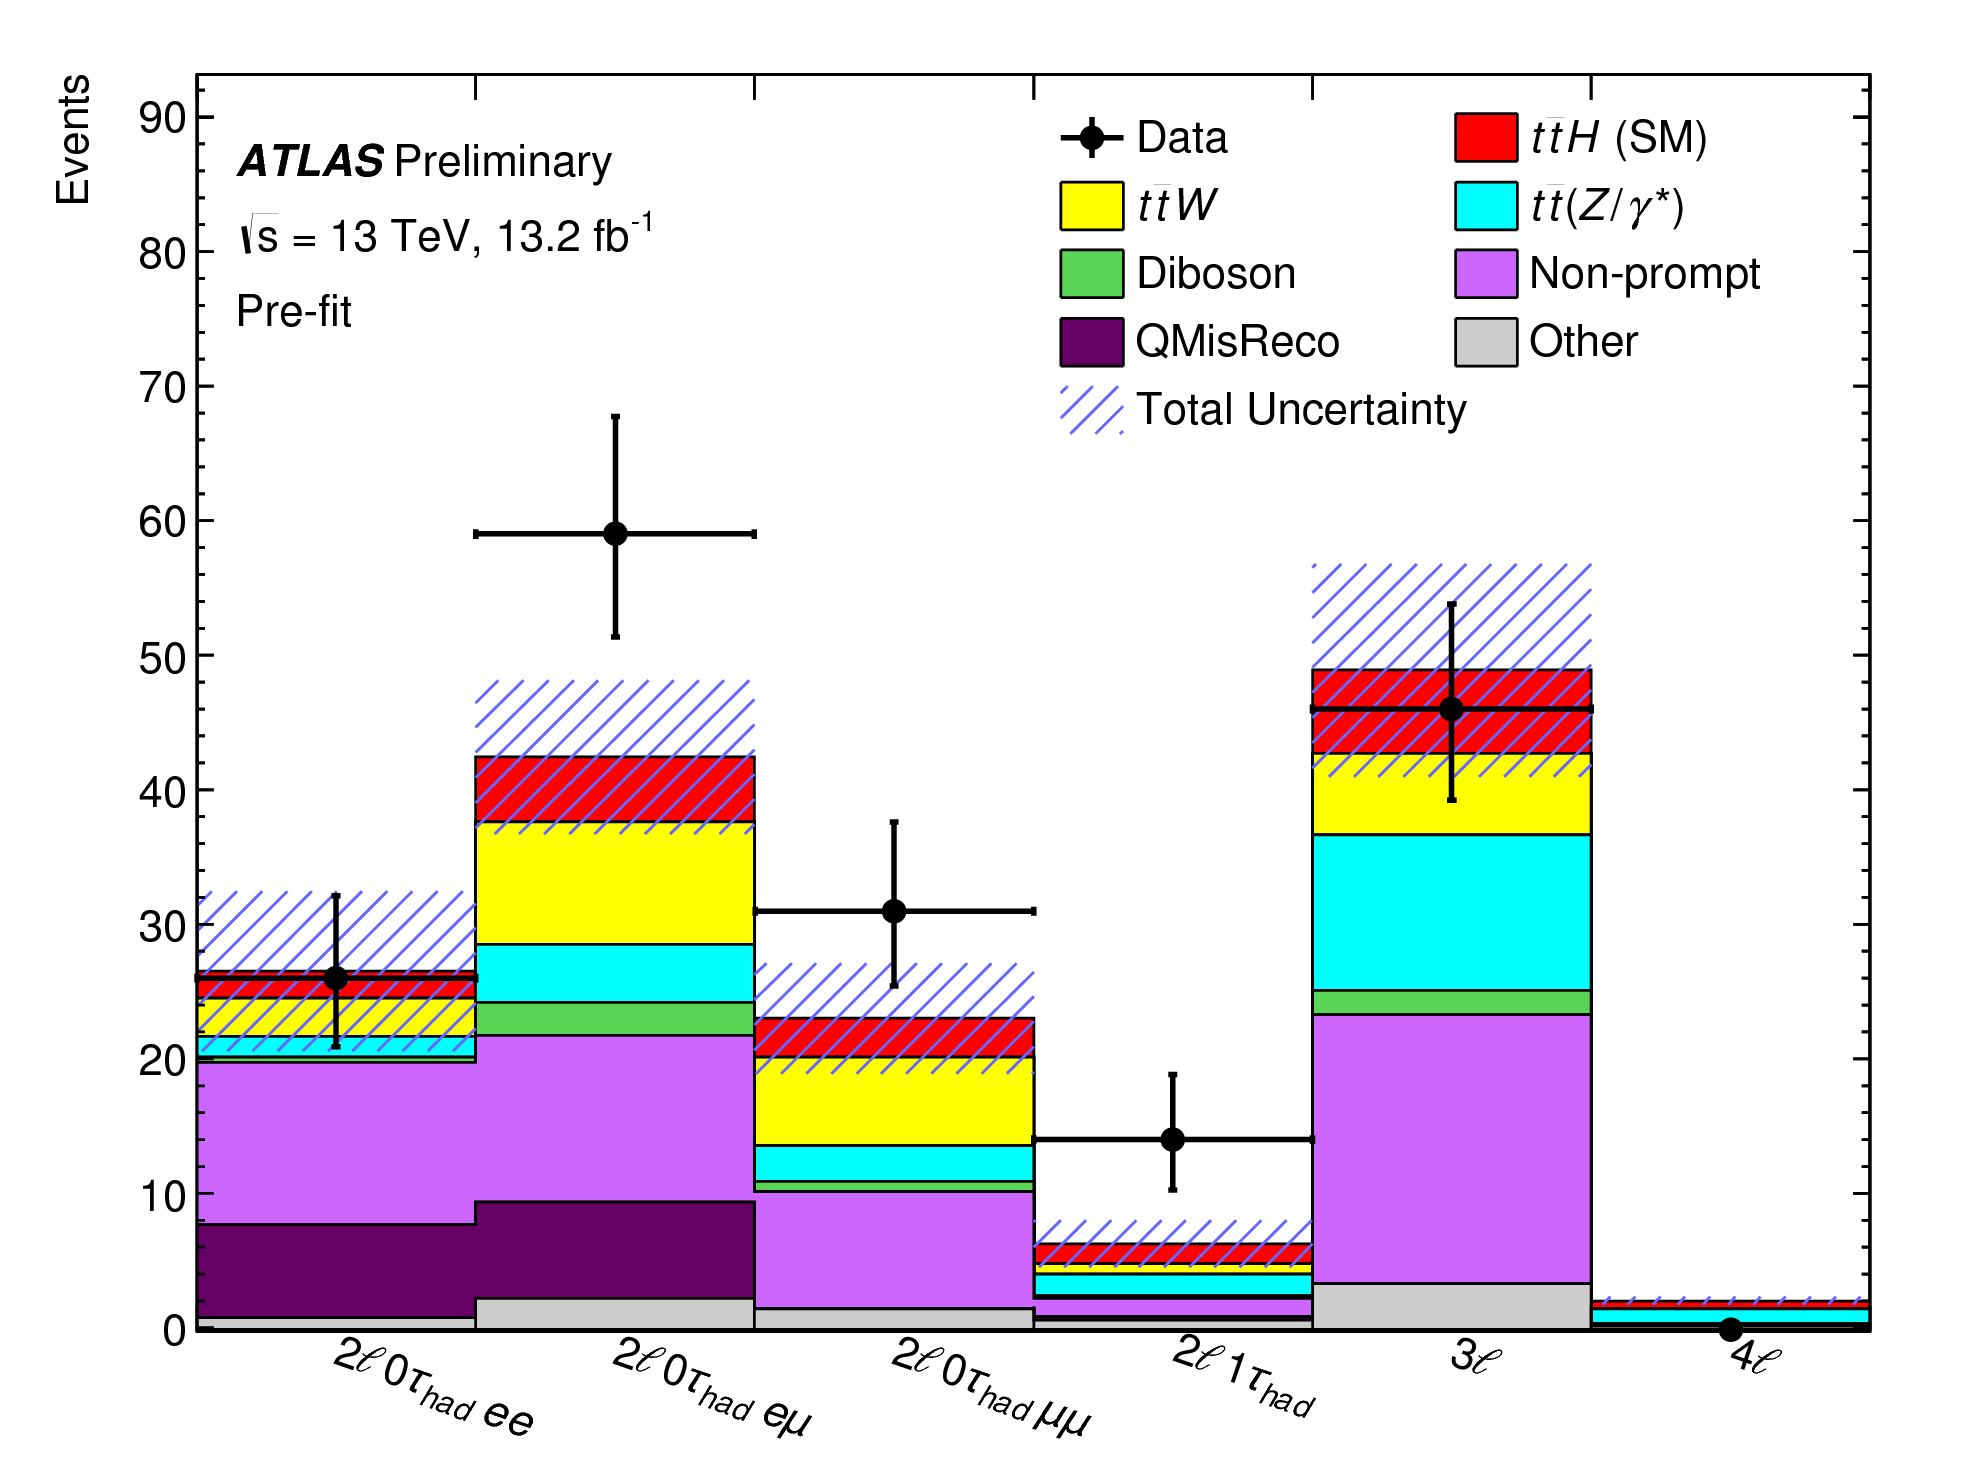 Events
90
80
70
60
50
40
30
20
10
0
ATLAS Preliminary
√s = 13 TeV, 13.2 fb⁻¹
Pre-fit
Data
tt̄H (SM)
tt̄W
tt̄(Z/γ*)
Diboson
Non-prompt
QMisReco
Other
Total Uncertainty
2ℓ0τhad ee
2ℓ0τhad eμ
2ℓ0τhad μμ
2ℓ1τhad
3ℓ
4ℓ